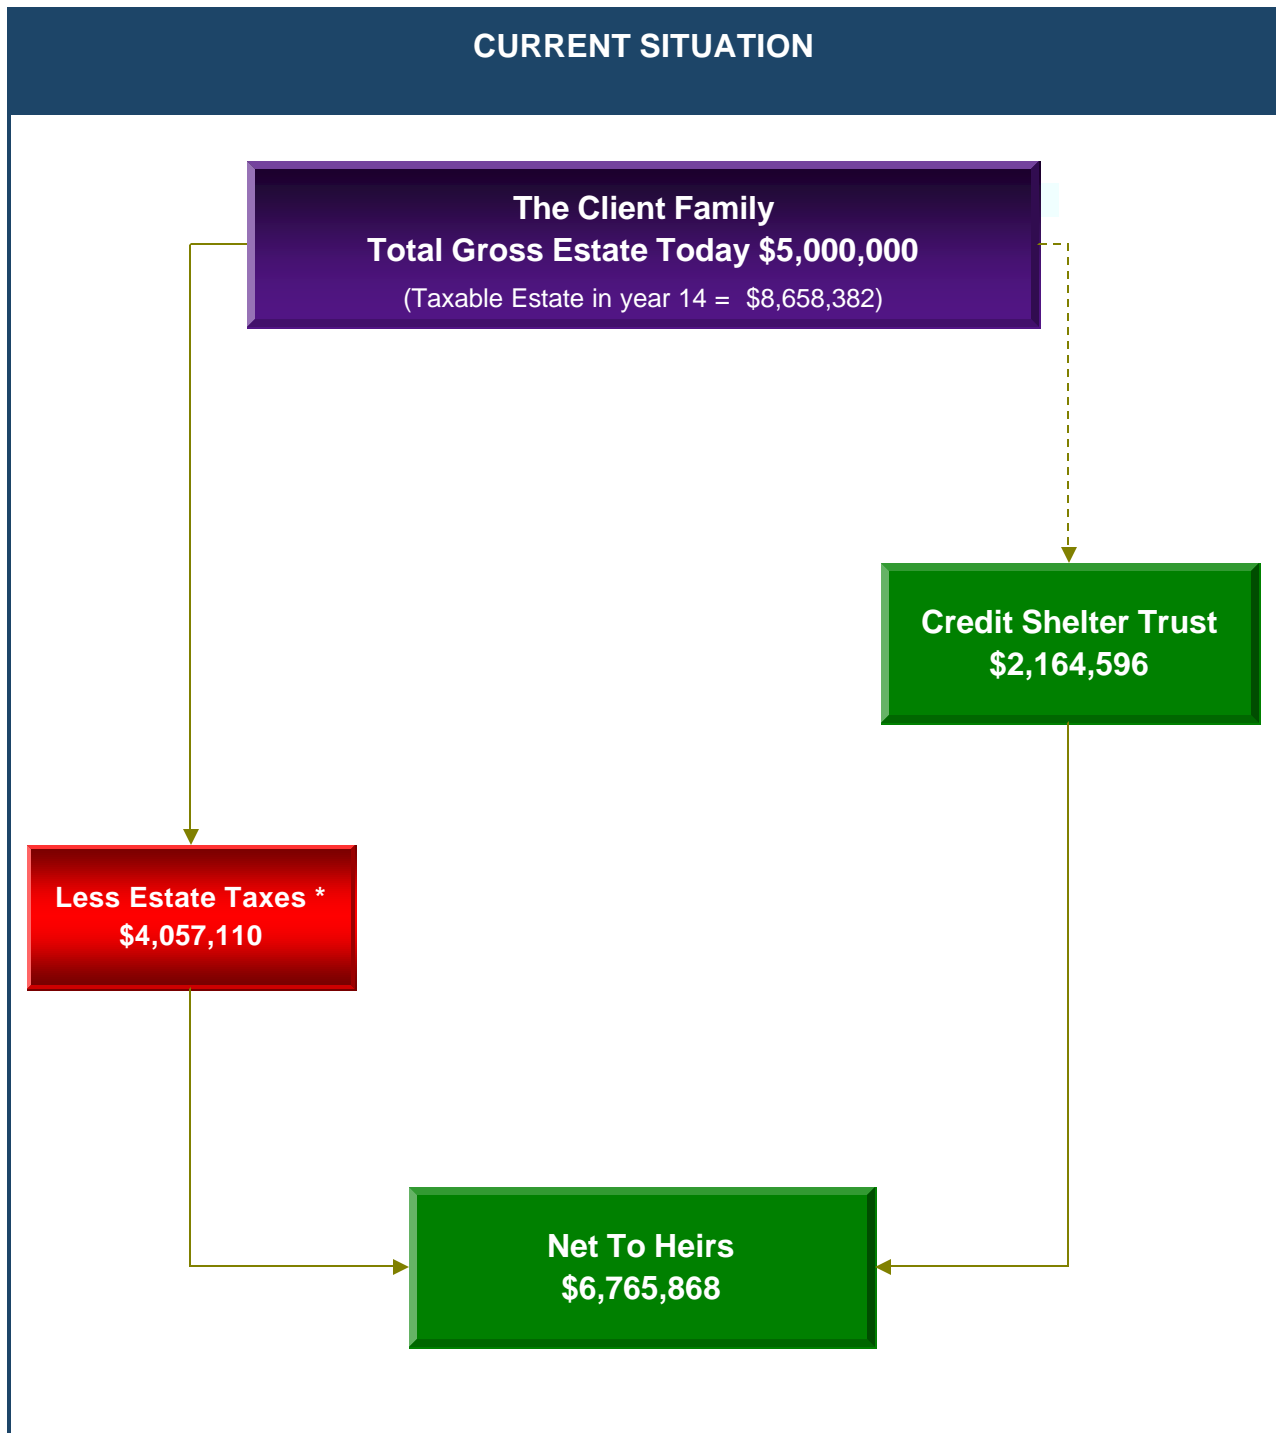 CURRENT SITUATION
The Client Family
Total Gross Estate Today $5,000,000
(Taxable Estate in year 14 = $8,658,382)
Credit Shelter Trust
$2,164,596
Less Estate Taxes *
$4,057,110
Net To Heirs
$6,765,868